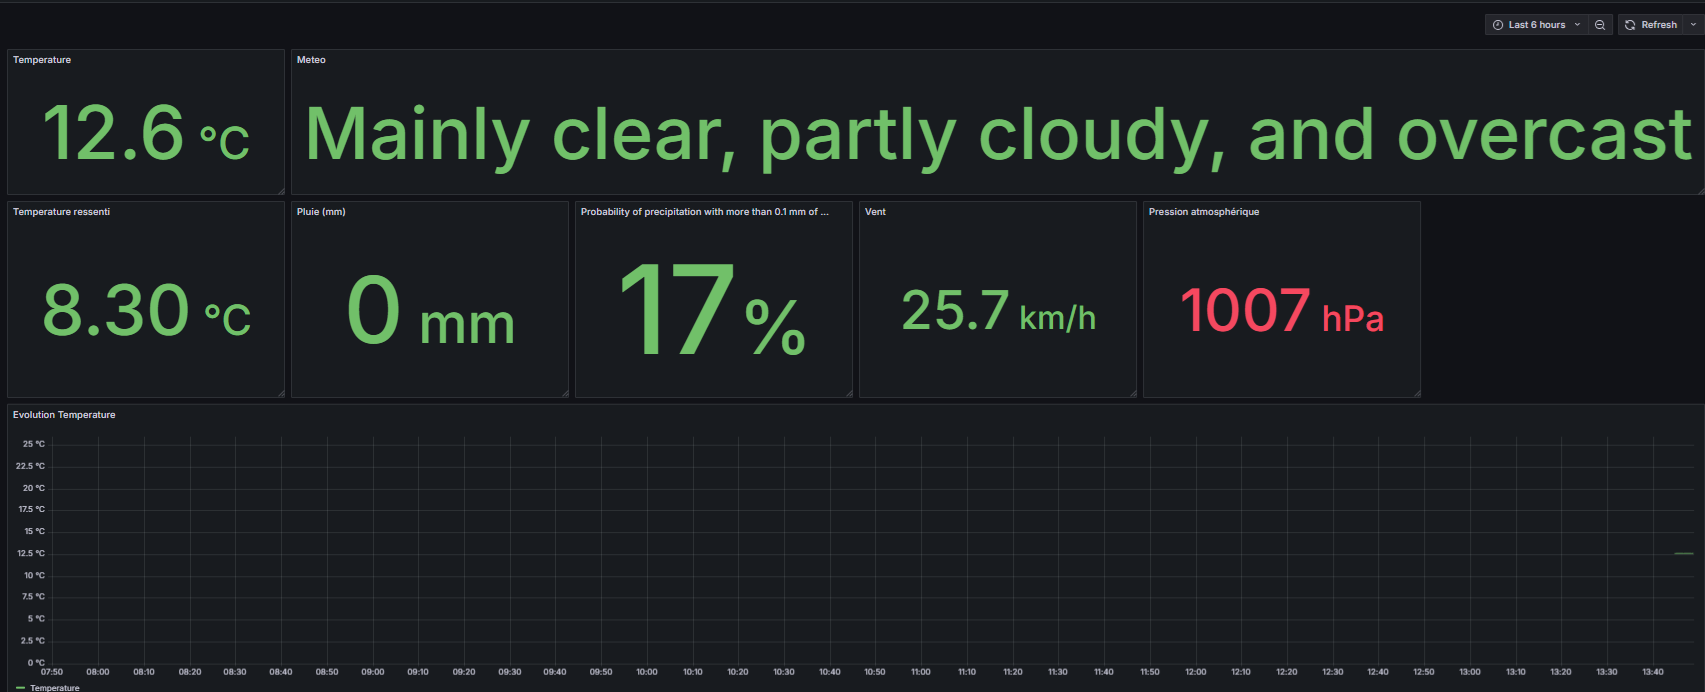 Last 6 hours
Refresh
Temperature
12.6 °C
Meteo
Mainly clear, partly cloudy, and overcast
Temperature ressenti
8.30 °C
Pluie (mm)
0 mm
Probability of precipitation with more than 0.1 mm of ...
17%
Vent
25.7 km/h
Pression atmosphérique
1007 hPa
Evolution Temperature
25 °C
22.5 °C
20 °C
17.5 °C
15 °C
12.5 °C
10 °C
7.5 °C
5 °C
2.5 °C
0 °C
07:50 08:00 08:10 08:20 08:30 08:40 08:50 09:00 09:10 09:20 09:30 09:40 09:50 10:00 10:10 10:20 10:30 10:40 10:50 11:00 11:10 11:20 11:30 11:40 11:50 12:00 12:10 12:20 12:30 12:40 12:50 13:00 13:10 13:20 13:30 13:40
Temperature